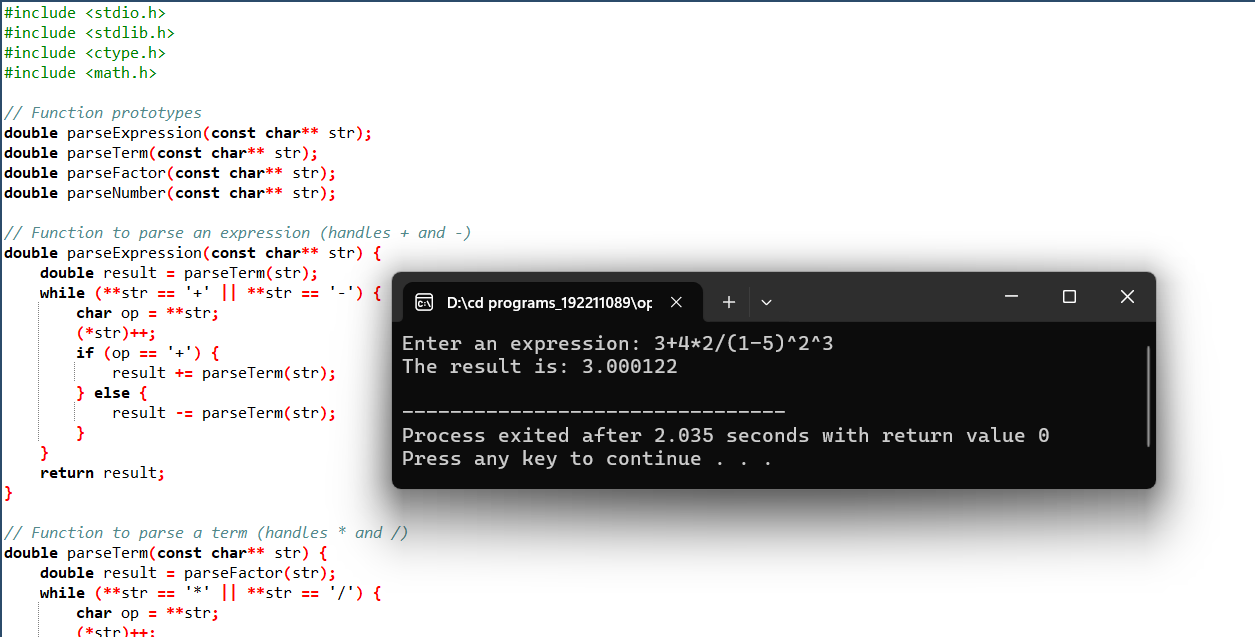 #include <stdio.h>
#include <stdlib.h>
#include <ctype.h>
#include <math.h>
// Function prototypes
double parseExpression(const char** str);
double parseTerm(const char** str);
double parseFactor(const char** str);
double parseNumber(const char** str);
// Function to parse an expression (handles + and -)
double parseExpression(const char** str) {
double result = parseTerm(str);
while (**str == '+' || **str == '-') {
char op = **str;
(*str)++;
if (op == '+') {
result += parseTerm(str);
} else {
result -= parseTerm(str);
}
}
return result;
}
// Function to parse a term (handles * and /)
double parseTerm(const char** str) {
double result = parseFactor(str);
while (**str == '*' || **str == '/') {
char op = **str;
(*str)++;
D:\cd programs_192211089\op
Enter an expression: 3+4*2/(1-5)^2^3
The result is: 3.000122
--------------------------------
Process exited after 2.035 seconds with return value 0
Press any key to continue . . .